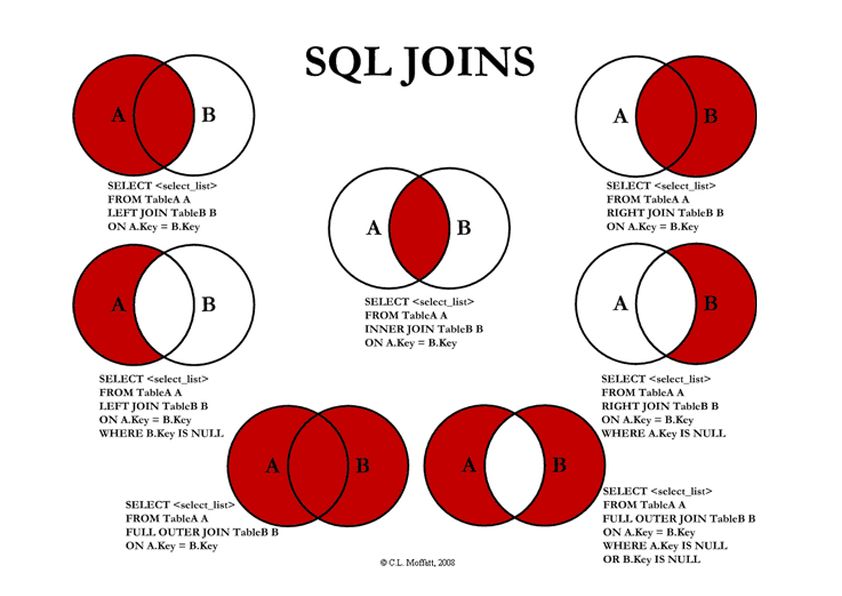 SQL JOINS
A B
SELECT <select_list>
FROM TableA A
LEFT JOIN TableB B
ON A.Key = B.Key
A B
SELECT <select_list>
FROM TableA A
RIGHT JOIN TableB B
ON A.Key = B.Key
A B
SELECT <select_list>
FROM TableA A
INNER JOIN TableB B
ON A.Key = B.Key
A B
SELECT <select_list>
FROM TableA A
LEFT JOIN TableB B
ON A.Key = B.Key
WHERE B.Key IS NULL
A B
SELECT <select_list>
FROM TableA A
RIGHT JOIN TableB B
ON A.Key = B.Key
WHERE A.Key IS NULL
A B
SELECT <select_list>
FROM TableA A
FULL OUTER JOIN TableB B
ON A.Key = B.Key
A B
SELECT <select_list>
FROM TableA A
FULL OUTER JOIN TableB B
ON A.Key = B.Key
WHERE A.Key IS NULL
OR B.Key IS NULL
© C.L. Moffatt, 2008